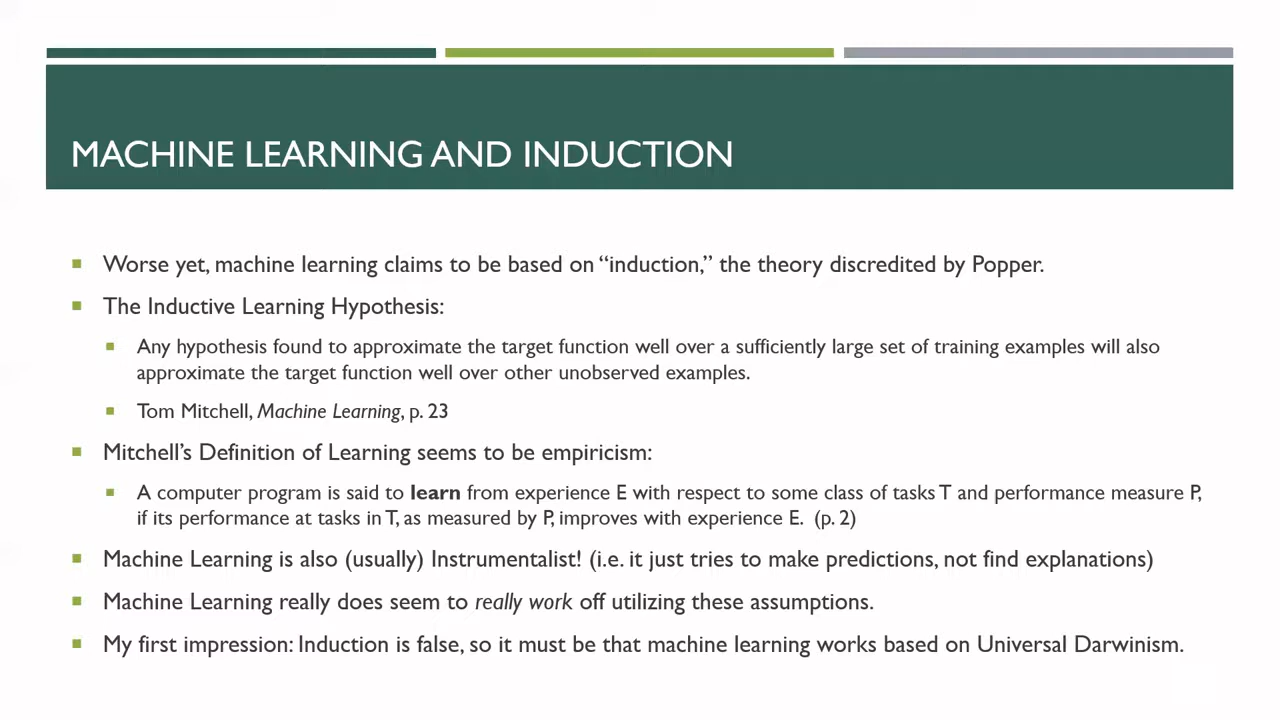 MACHINE LEARNING AND INDUCTION
Worse yet, machine learning claims to be based on “induction,” the theory discredited by Popper.
The Inductive Learning Hypothesis:
Any hypothesis found to approximate the target function well over a sufficiently large set of training examples will also
approximate the target function well over other unobserved examples.
Tom Mitchell, Machine Learning, p. 23
Mitchell’s Definition of Learning seems to be empiricism:
A computer program is said to learn from experience E with respect to some class of tasks T and performance measure P,
if its performance at tasks in T, as measured by P, improves with experience E. (p. 2)
Machine Learning is also (usually) Instrumentalist! (i.e. it just tries to make predictions, not find explanations)
Machine Learning really does seem to really work off utilizing these assumptions.
My first impression: Induction is false, so it must be that machine learning works based on Universal Darwinism.